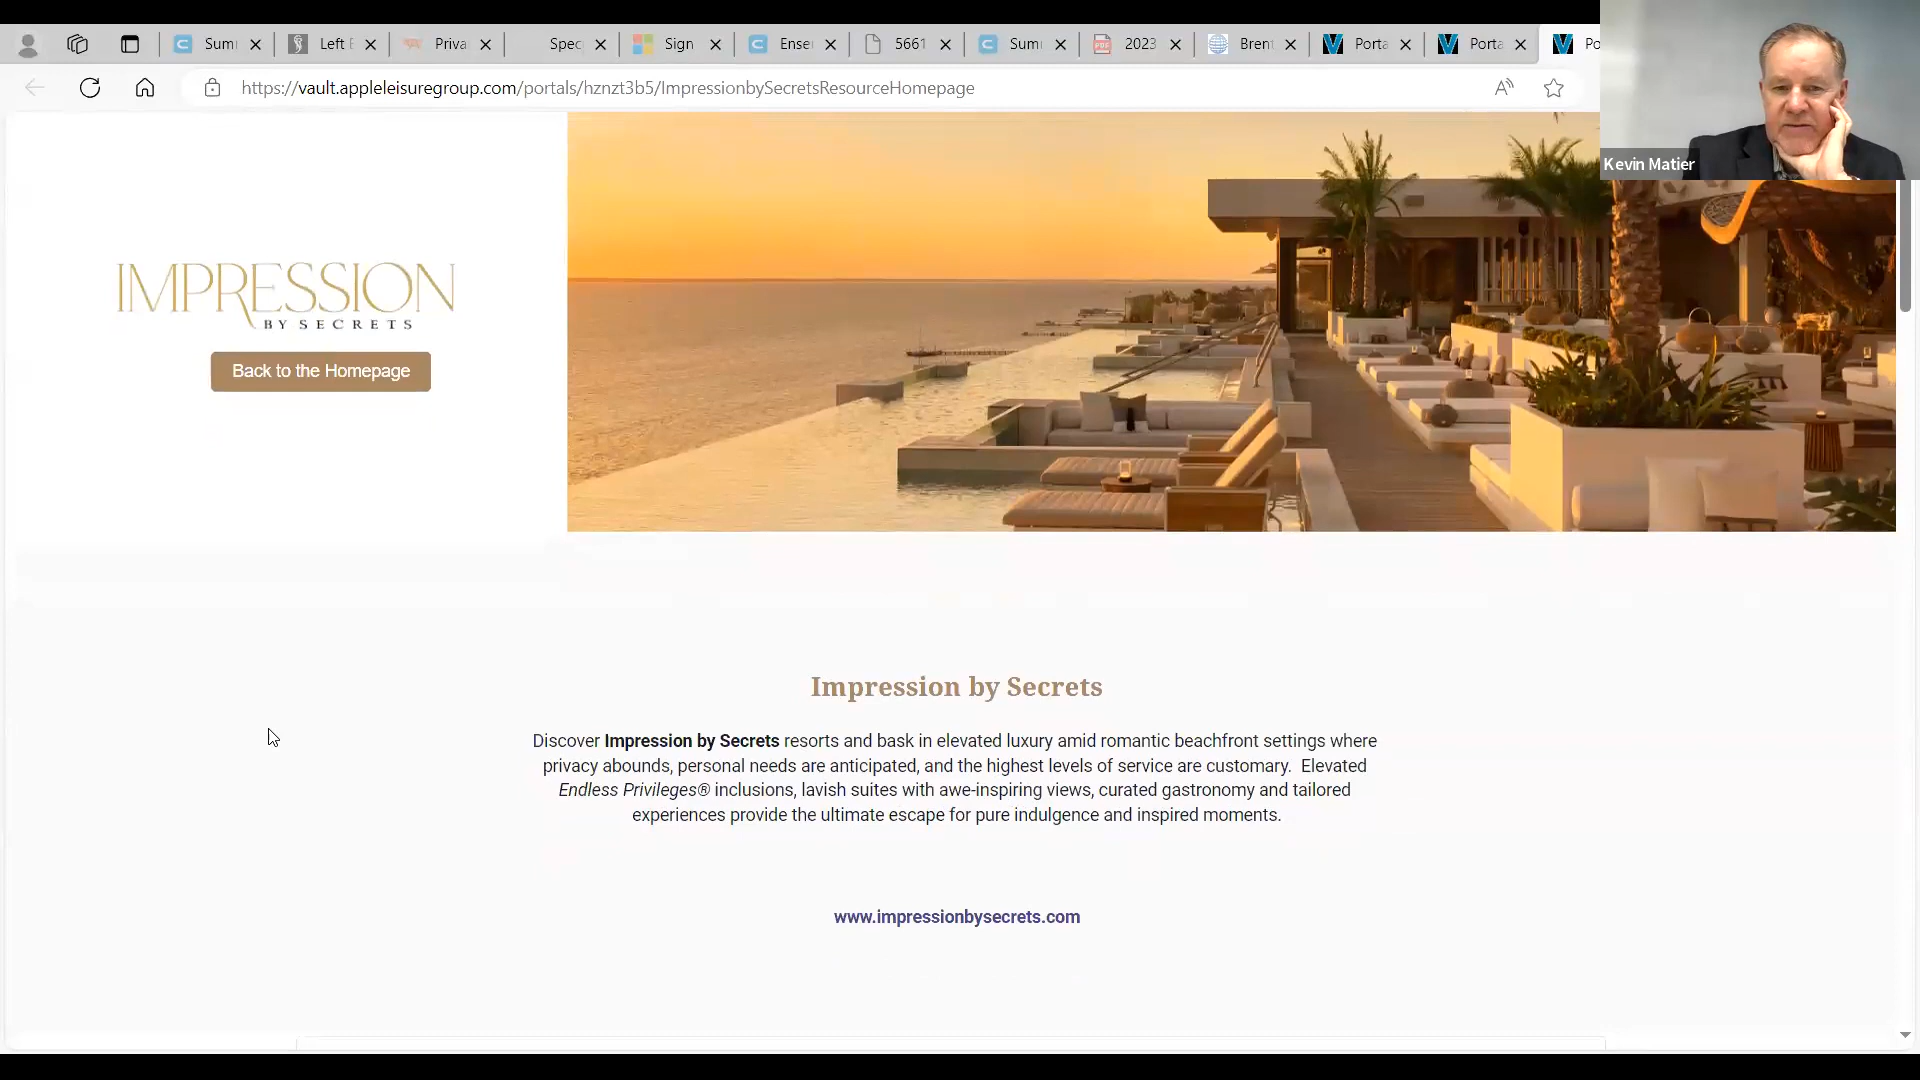 Sum
Left E
Priva
Spec
Sign
Ense
5661
Sum
2023
Brent
Porta
Porta
Po
https://vault.appleleisuregroup.com/portals/hznzt3b5/ImpressionbySecretsResourceHomepage
Kevin Matier
IMPRESSION
BY SECRETS
Back to the Homepage
Impression by Secrets
Discover Impression by Secrets resorts and bask in elevated luxury amid romantic beachfront settings where
privacy abounds, personal needs are anticipated, and the highest levels of service are customary. Elevated
Endless Privileges® inclusions, lavish suites with awe-inspiring views, curated gastronomy and tailored
experiences provide the ultimate escape for pure indulgence and inspired moments.
www.impressionbysecrets.com